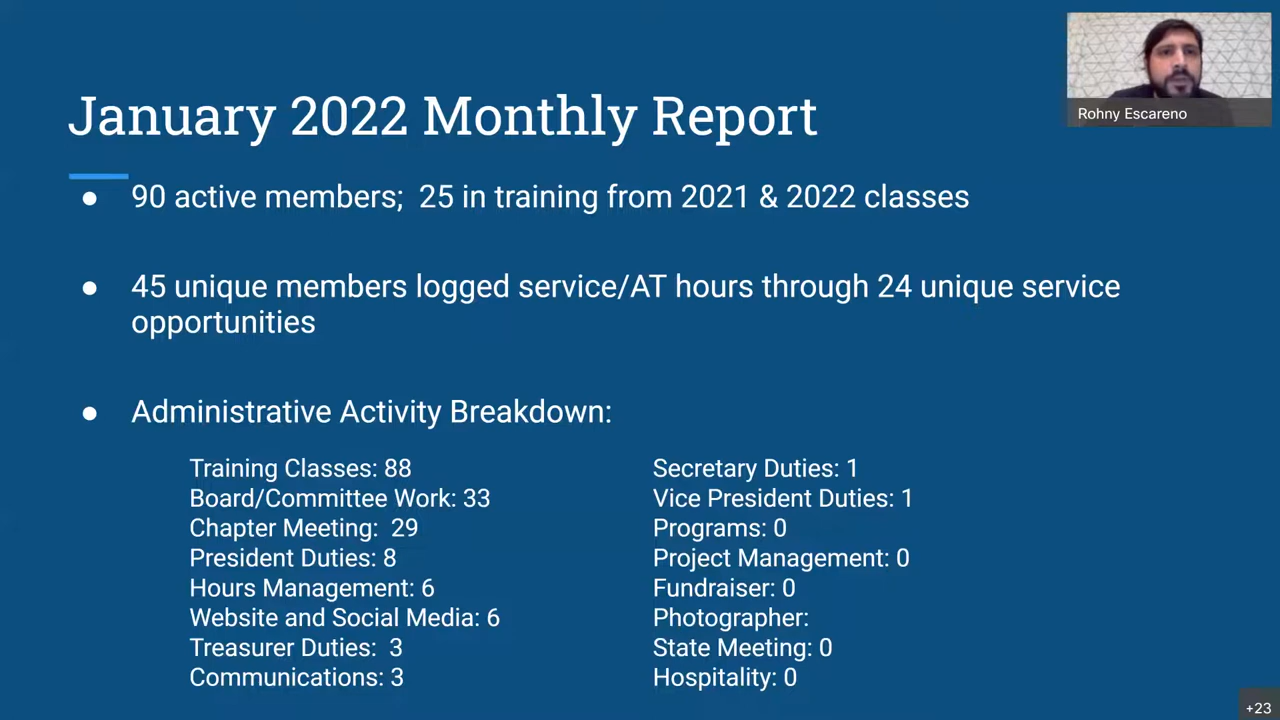 January 2022 Monthly Report
Rohny Escareno
● 90 active members; 25 in training from 2021 & 2022 classes
● 45 unique members logged service/AT hours through 24 unique service
opportunities
● Administrative Activity Breakdown:
Training Classes: 88
Board/Committee Work: 33
Chapter Meeting: 29
President Duties: 8
Hours Management: 6
Website and Social Media: 6
Treasurer Duties: 3
Communications: 3
Secretary Duties: 1
Vice President Duties: 1
Programs: 0
Project Management: 0
Fundraiser: 0
Photographer:
State Meeting: 0
Hospitality: 0
+23